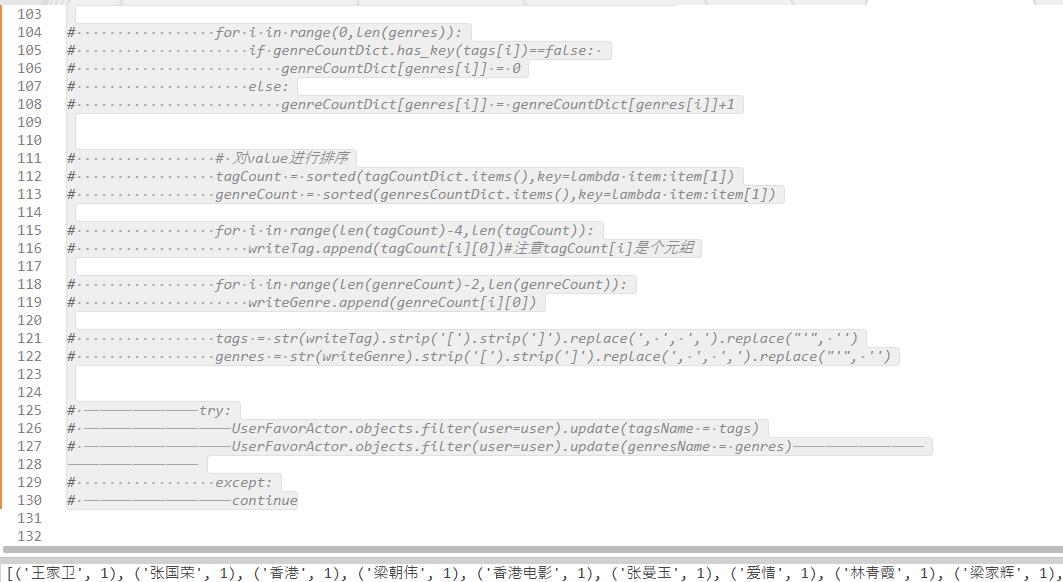 103
104 # for i in range(0,len(genres)):
105 # if genreCountDict.has_key(tags[i])==false:
106 # genreCountDict[genres[i]] = 0
107 # else:
108 # genreCountDict[genres[i]] = genreCountDict[genres[i]]+1
109
110
111 # # 对value进行排序
112 # tagCount = sorted(tagCountDict.items(),key=lambda item:item[1])
113 # genreCount = sorted(genresCountDict.items(),key=lambda item:item[1])
114
115 # for i in range(len(tagCount)-4,len(tagCount)):
116 # writeTag.append(tagCount[i][0])#注意tagCount[i]是个元组
117
118 # for i in range(len(genreCount)-2,len(genreCount)):
119 # writeGenre.append(genreCount[i][0])
120
121 # tags = str(writeTag).strip('[').strip(']').replace(', ', ',').replace("'", '')
122 # genres = str(writeGenre).strip('[').strip(']').replace(', ', ',').replace("'", '')
123
124
125 # try:
126 # UserFavorActor.objects.filter(user=user).update(tagsName = tags)
127 # UserFavorActor.objects.filter(user=user).update(genresName = genres)
128
129 # except:
130 # continue
131
132
[('王家卫', 1), ('张国荣', 1), ('香港', 1), ('梁朝伟', 1), ('香港电影', 1), ('张曼玉', 1), ('爱情', 1), ('林青霞', 1), ('梁家辉', 1)